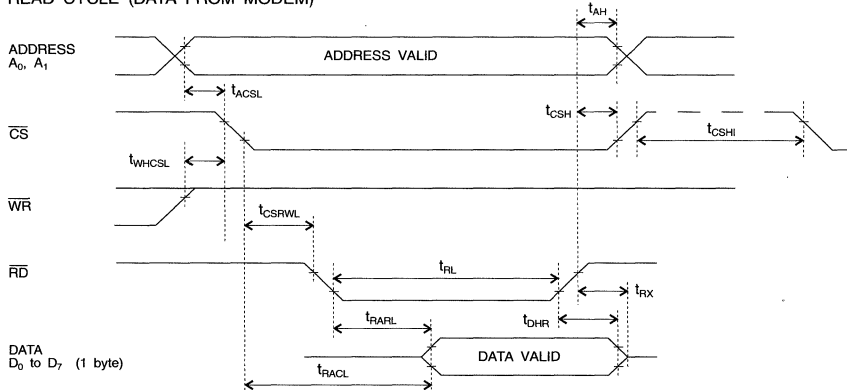 READ CYCLE (DATA FROM MODEM)
tAH
ADDRESS
A0, A1
ADDRESS VALID
tACSL
tCSH
CS
tCSHI
tWHCSL
WR
tCSRWL
RD
tRL
tRX
tRARL
tDHR
DATA
D0 to D7 (1 byte)
DATA VALID
tRACL